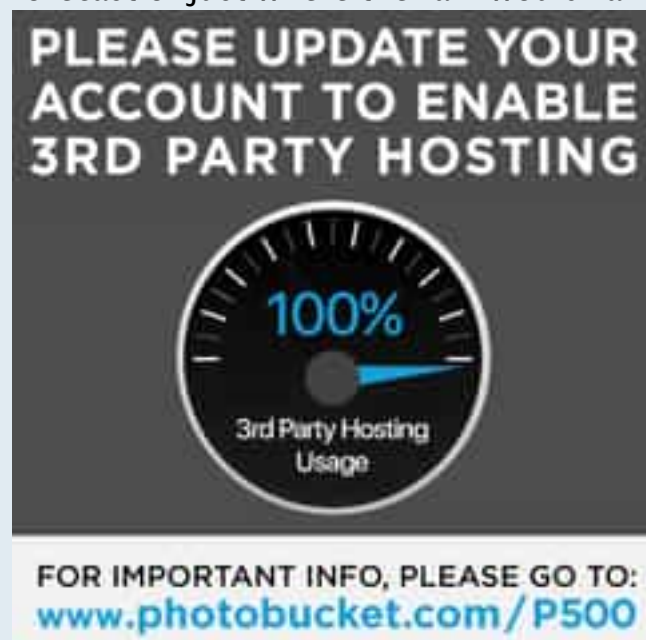 PLEASE UPDATE YOUR
ACCOUNT TO ENABLE
3RD PARTY HOSTING
100%
3rd Party Hosting
Usage
FOR IMPORTANT INFO, PLEASE GO TO:
www.photobucket.com/P500